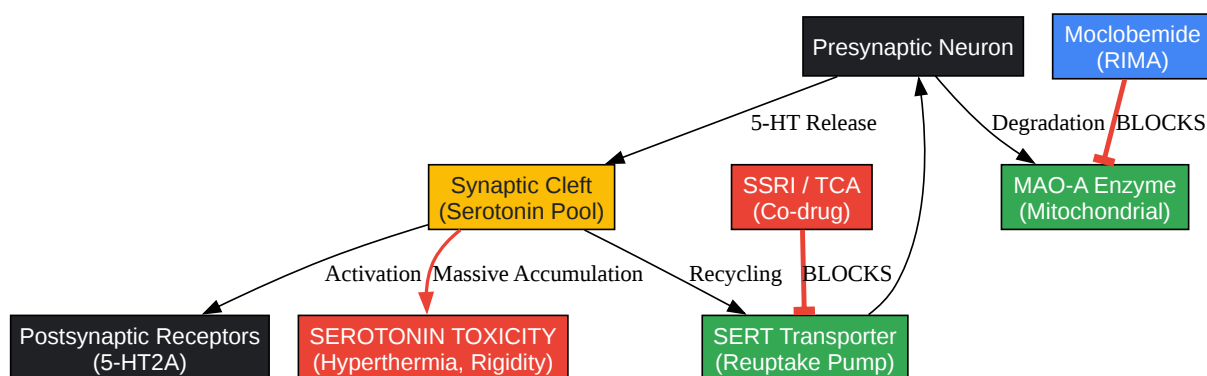 Presynaptic Neuron
Moclobemide
(RIMA)
5-HT Release
Degradation
BLOCKS
Synaptic Cleft
(Serotonin Pool)
SSRI / TCA
(Co-drug)
MAO-A Enzyme
(Mitochondrial)
Activation
Massive Accumulation
Recycling
BLOCKS
Postsynaptic Receptors
(5-HT2A)
SEROTONIN TOXICITY
(Hyperthermia, Rigidity)
SERT Transporter
(Reuptake Pump)